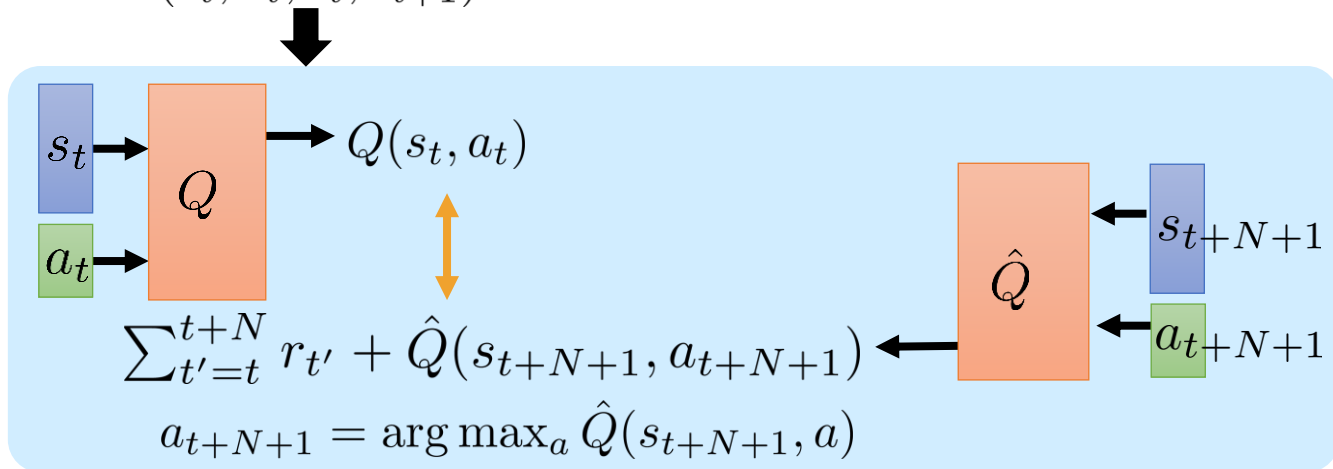 s_t
a_t
Q
Q(s_t, a_t)
Q̂
s_{t+N+1}
a_{t+N+1}
∑_{t'=t}^{t+N} r_{t'} + Q̂(s_{t+N+1}, a_{t+N+1})
a_{t+N+1} = arg max_a Q̂(s_{t+N+1}, a)